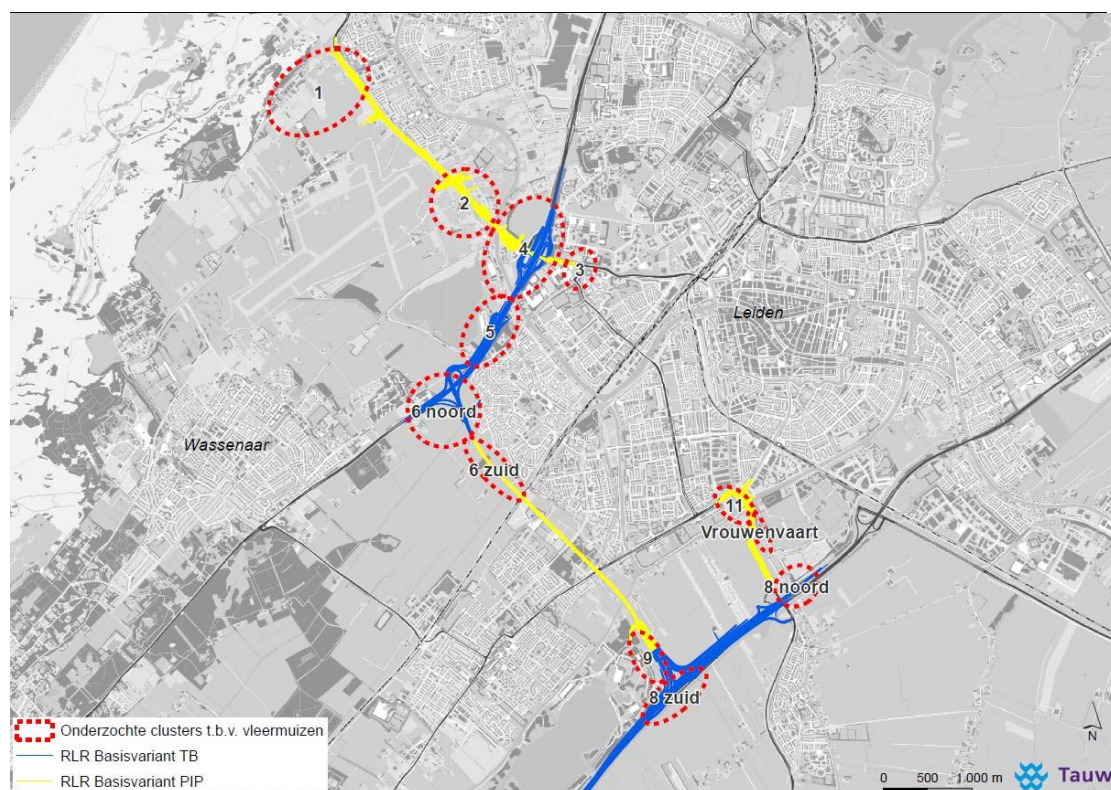 1
2
4
3
Leiden
5
6 noord
Wassenaar
6 zuid
11
Vrouwenvaart
8 noord
9
8 zuid
Onderzochte clusters t.b.v. vleermuizen
RLR Basisvariant TB
RLR Basisvariant PIP
N
0 500 1.000 m
Tauw